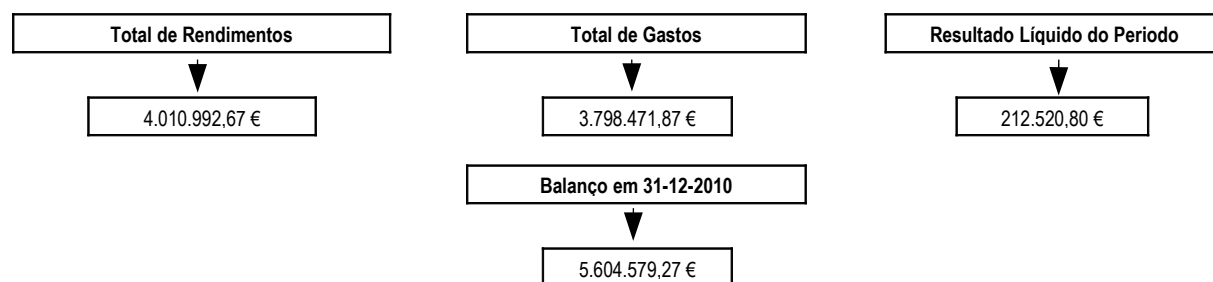 Total de Rendimentos
Total de Gastos
Resultado Líquido do Periodo
4.010.992,67 €
3.798.471,87 €
212.520,80 €
Balanço em 31-12-2010
5.604.579,27 €